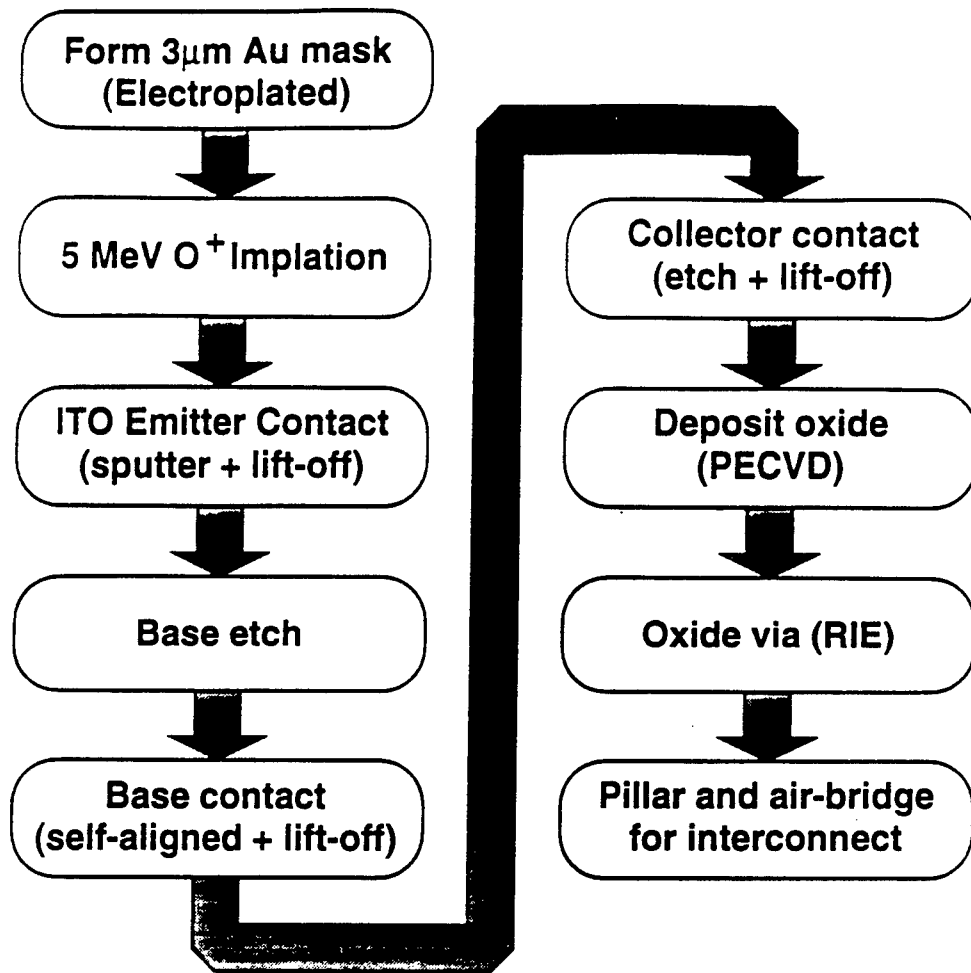 Form 3μm Au mask
(Electroplated)
5 MeV O+ Implation
ITO Emitter Contact
(sputter + lift-off)
Base etch
Base contact
(self-aligned + lift-off)
Collector contact
(etch + lift-off)
Deposit oxide
(PECVD)
Oxide via (RIE)
Pillar and air-bridge
for interconnect